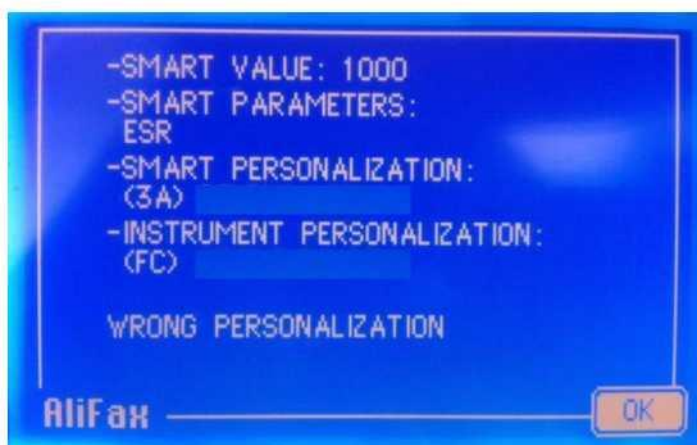 -SMART VALUE: 1000
-SMART PARAMETERS:
ESR
-SMART PERSONALIZATION:
(3A)
-INSTRUMENT PERSONALIZATION:
(FC)
WRONG PERSONALIZATION
AliFax
OK